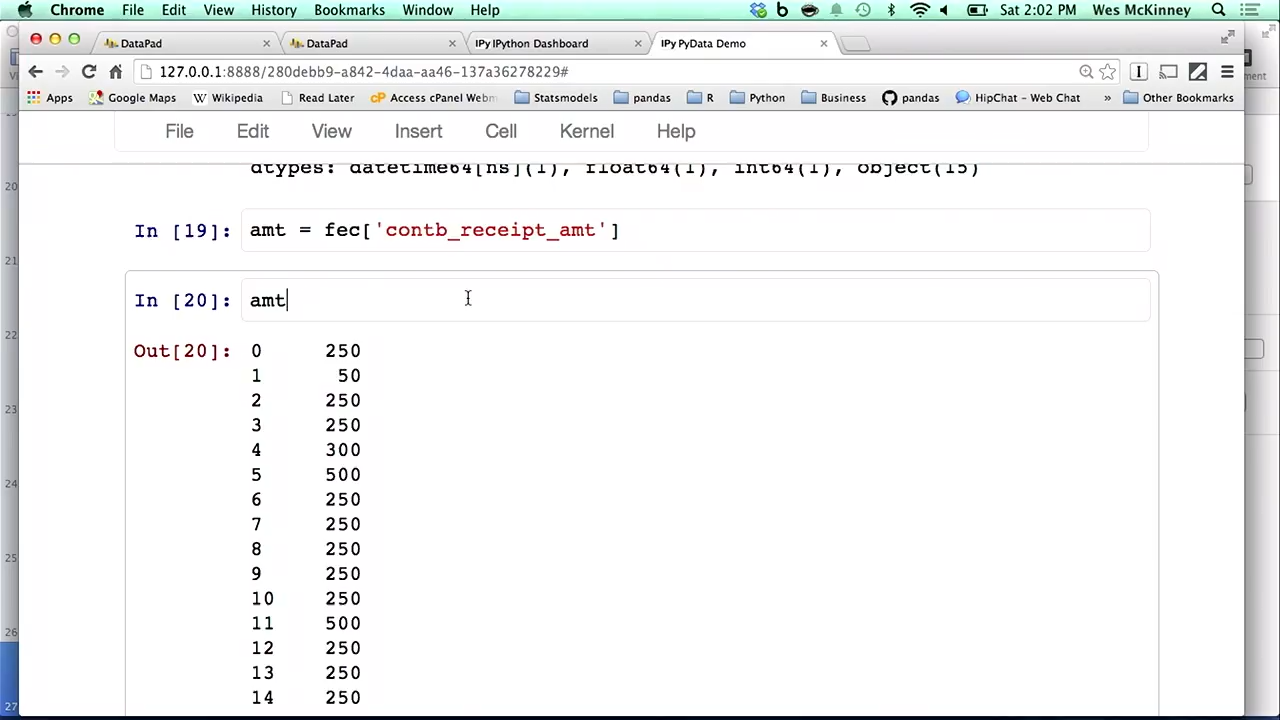 Chrome File Edit View History Bookmarks Window Help Sat 2:02 PM Wes McKinney
DataPad DataPad IPy IPython Dashboard IPy PyData Demo
127.0.0.1:8888/280debb9-a842-4daa-aa46-137a36278229#
Apps Google Maps Wikipedia Read Later Access cPanel Webm Statsmodels pandas R Python Business pandas HipChat - Web Chat » Other Bookmarks
File Edit View Insert Cell Kernel Help
dtypes: datetime64[ns](1), float64(1), int64(1), object(15)
In [19]: amt = fec['contb_receipt_amt']
In [20]: amt
Out[20]: 0 250
1 50
2 250
3 250
4 300
5 500
6 250
7 250
8 250
9 250
10 250
11 500
12 250
13 250
14 250